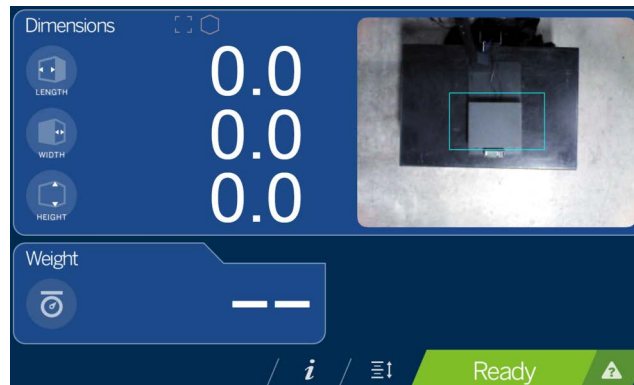 Dimensions
LENGTH
0.0
WIDTH
0.0
HEIGHT
0.0
Weight
— —
i
Ready